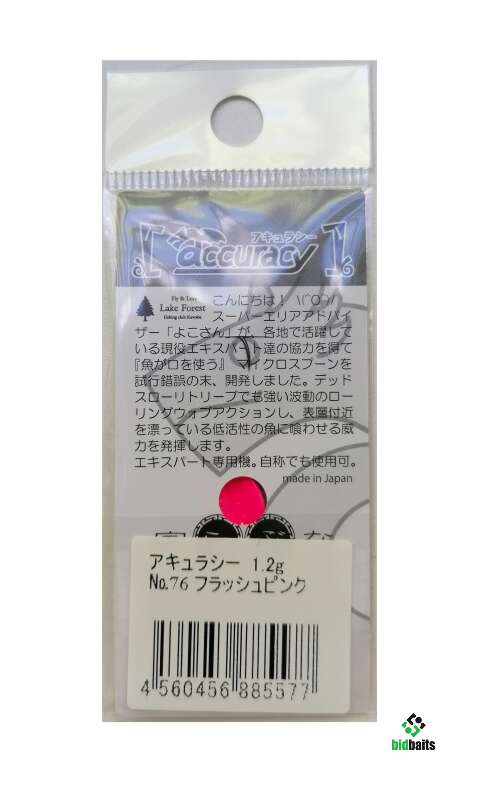 アキュラシー
accuracy
Fly & Lure
Lake Forest
Fishing club Kaneko
こんにちは! \(^O^)/
スーパーエリアアドバイ
ザー「よこさん」が、各地で活躍して
いる現役エキスパート達の協力を得て
『魚が口を使う』 マイクロスプーンを
試行錯誤の末、開発しました。デッド
スローリトリーブでも強い波動のロー
リングウォブアクションし、表層付近
を漂っている低活性の魚に喰わせる威
力を発揮します。
エキスパート専用機。自称でも使用可。
made in Japan
アキュラシー 1.2g
No.76 フラッシュピンク
4 560456 885577
bidbaits